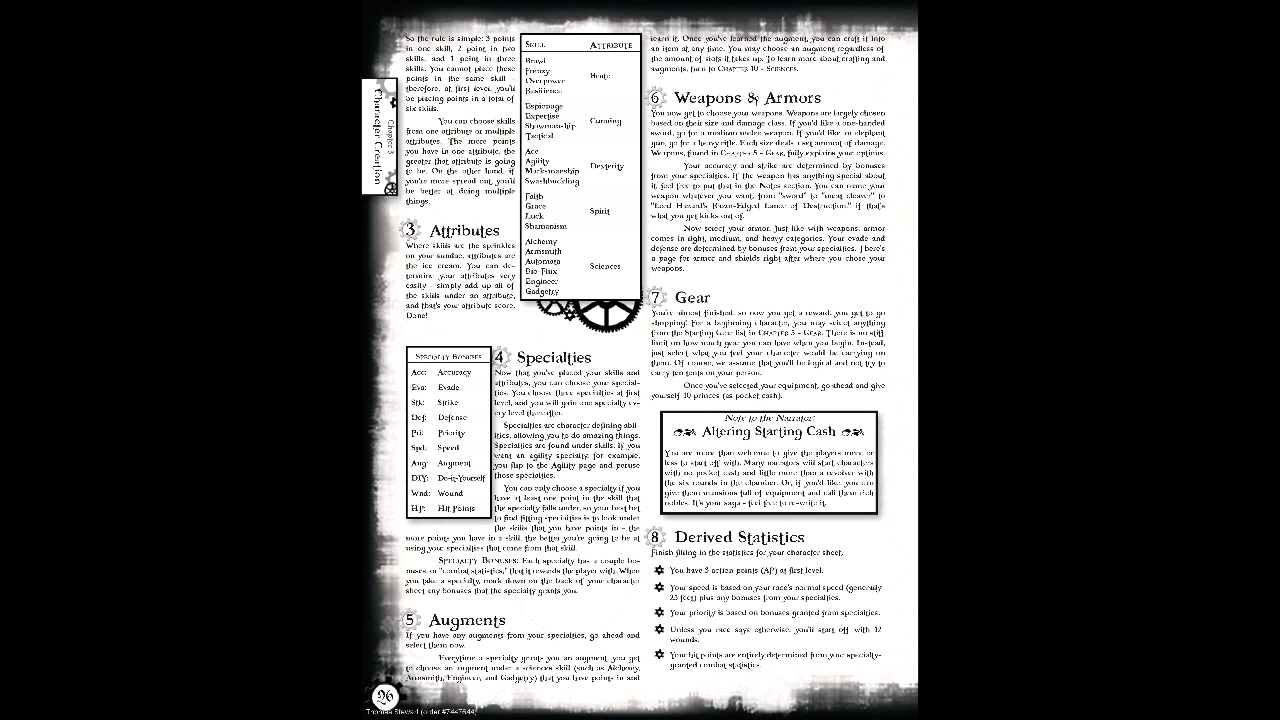 So the rule is simple: 3 points
in one skill, 2 point in two
skills, and 1 point in three
skills. You cannot place these
points in the same skill -
therefore, at first level, you'll
be placing points in a total of
six skills.
You can choose skills
from one attribute or multiple
attributes. The more points
you have in one attribute, the
greater that attribute is going
to be. On the other hand, if
you're more spread out, you'll
be better at doing multiple
things.
Skill Attribute
Brawl
Frenzy
Overpower
Resilience
Brute
Espionage
Expertise
Showmanship
Tactical
Cunning
Ace
Agility
Marksmanship
Swashbuckling
Dexterity
Faith
Grace
Luck
Shamanism
Spirit
Alchemy
Armsmith
Automata
Bio-Flux
Engineer
Gadgetry
Sciences
Chapter 3
Character Creation
3 Attributes
Where skills are the sprinkles
on your sundae, attributes are
the ice cream. You can de-
termine your attributes very
easily - simply add up all of
the skills under an attribute,
and that's your attribute score.
Done!
Specialty Bonuses
Acc: Accuracy
Eva: Evade
Stk: Strike
Def: Defense
Pri: Priority
Spd: Speed
Aug: Augment
DIY: Do-it-Yourself
Wnd: Wound
HP: Hit Points
4 Specialties
Now that you've placed your skills and
attributes, you can choose your special-
ties. You choose three specialties at first
level, and you will gain one specialty ev-
ery level thereafter.
Specialties are character defining abil-
ities, allowing you to do amazing things.
Specialties are found under skills. If you
want an agility specialty, for example,
you flip to the Agility page and peruse
those specialties.
You can only choose a specialty if you
have at least one point in the skill that
the specialty falls under, so your best bet
to find fitting specialties is to look under
the skills that you have points in - the
more points you have in a skill, the better you're going to be at
using your specialties that come from that skill.
Specialty Bonuses: Each specialty has a couple bo-
nuses, or "combat statistics," that it rewards the player with. When
you take a specialty, mark down on the back of your character
sheet any bonuses that the specialty grants you.
5 Augments
If you have any augments from your specialties, go ahead and
select them now.
Everytime a specialty grants you an augment, you get
to choose an augment under a sciences skill (such as Alchemy,
Armsmith, Engineer, and Gadgetry) that you have points in and
learn it. Once you've learned the augment, you can craft it into
an item at any time. You may choose an augment regardless of
the amount of slots it takes up. To learn more about crafting and
augments, turn to Chapter 10 - Sciences.
6 Weapons & Armors
You now get to choose your weapons. Weapons are largely chosen
based on their size and damage class. If you'd like a one-handed
sword, go for a medium under weapon. If you'd like an elephant
gun, go for a heavy rifle. Each size deals a set amount of damage.
Weapons, found in Chapter 5 - Gear, fully explains your options.
Your accuracy and strike are determined by bonuses
from your specialties. If the weapon has anything special about
it, feel free to put that in the Notes section. You can name your
weapon whatever you want, from "sword" to "meat cleaver" to
"Lord Hazard's Razor-Edged Lance of Destruction," if that's
what you get kicks out of.
Now select your armor. Just like with weapons, armor
comes in light, medium, and heavy categories. Your evade and
defense are determined by bonuses from your specialties. There's
a page for armor and shields right after where you chose your
weapons.
7 Gear
You're almost finished, so now you get a reward: you get to go
shopping! For a beginning character, you may select anything
from the Starting Gear list in Chapter 5 - Gear. There is no stiff
limit on how much gear you can have when you begin. Instead,
just select what you feel your character would be carrying on
them. Of course, we assume that you'll be logical and not try to
carry ten tents on your person.
Once you've selected your equipment, go ahead and give
yourself 10 princes (as pocket cash).
Note to the Narrator:
Altering Starting Cash
You are more than welcome to give the players more or
less to start off with. Many narrators will start characters
with no pocket cash and little more than a revolver with
the six rounds in the chamber. Or, if you'd like, you can
give them mansions full of equipment and call them rich
nobles. It's your saga - feel free to re-write it.
8 Derived Statistics
Finish filling in the statistics for your character sheet.
You have 3 action points (AP) at first level.
Your speed is based on your race's normal speed (generally
25 feet) plus any bonuses from your specialties.
Your priority is based on bonuses granted from specialties.
Unless you race says otherwise, you'll start off with 12
wounds.
Your hit points are entirely determined from your specialty-
granted combat statistics.
26
Thomas Stewart (order #7447644)